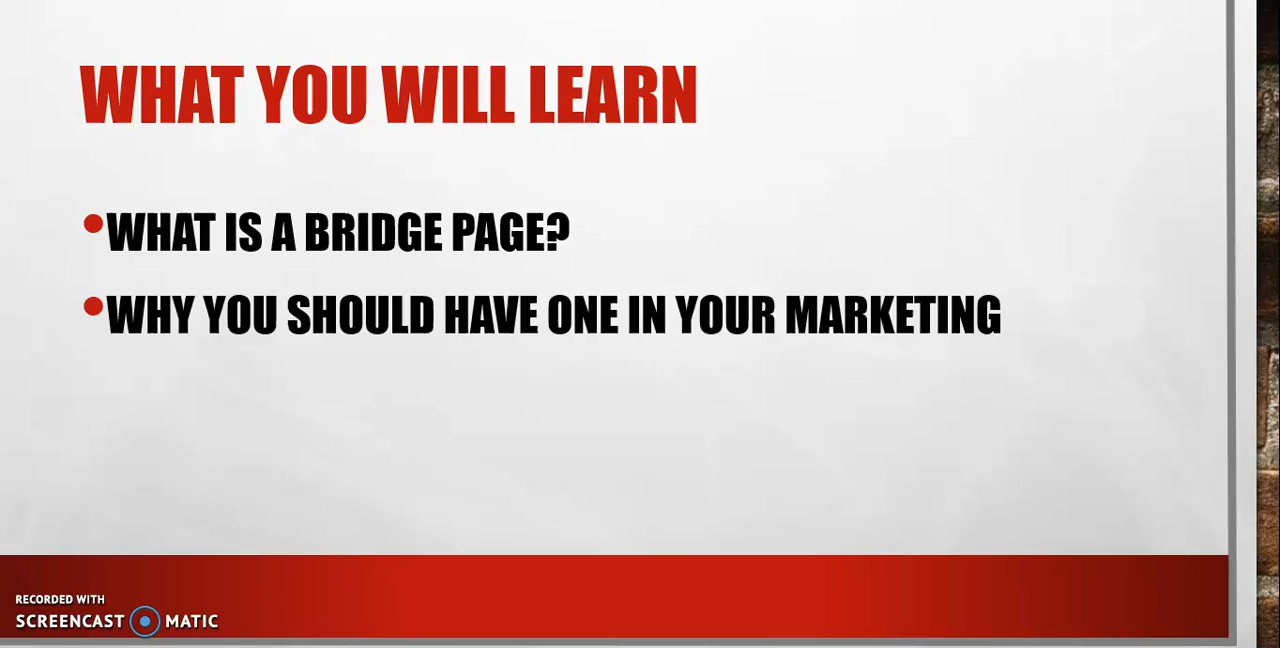 WHAT YOU WILL LEARN
•WHAT IS A BRIDGE PAGE?
•WHY YOU SHOULD HAVE ONE IN YOUR MARKETING
RECORDED WITH
SCREENCAST MATIC